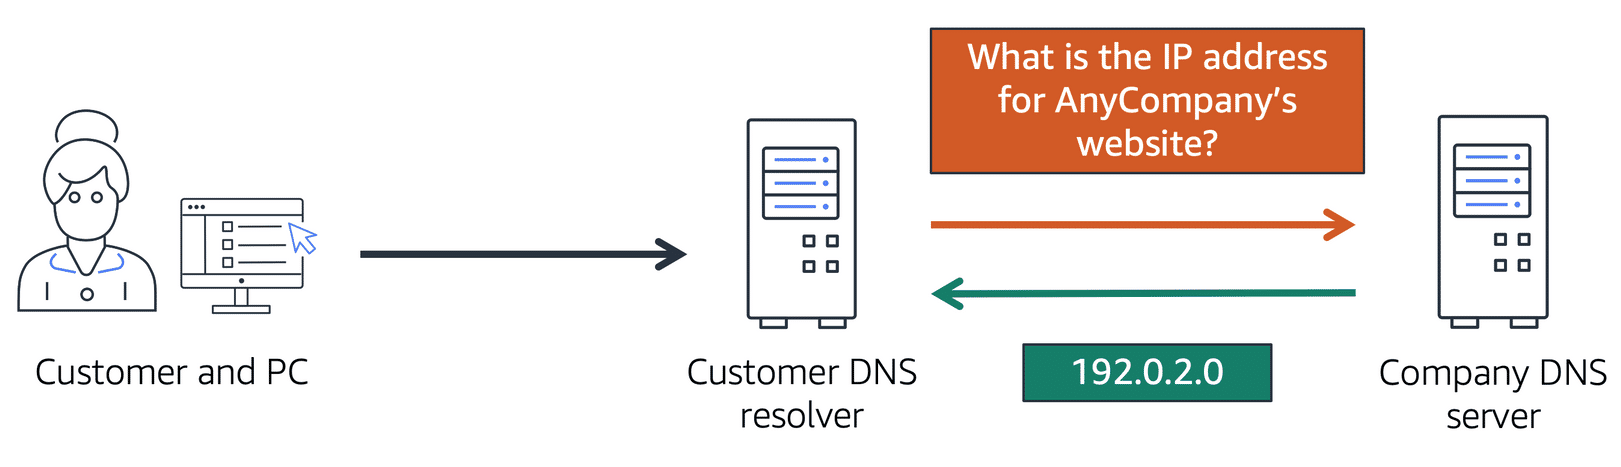 What is the IP address
for AnyCompany’s
website?
192.0.2.0
Customer and PC
Customer DNS
resolver
Company DNS
server